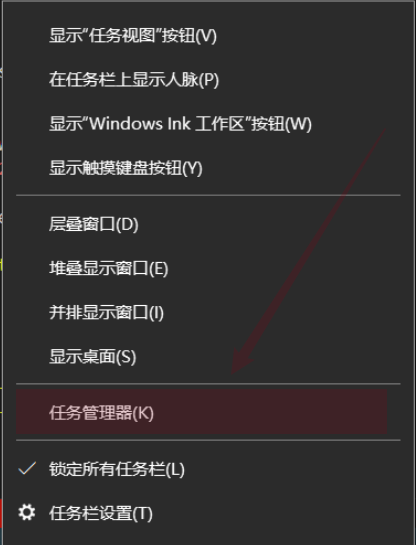 显示“任务视图”按钮(V)
在任务栏上显示人脉(P)
显示“Windows Ink 工作区”按钮(W)
显示触摸键盘按钮(Y)
层叠窗口(D)
堆叠显示窗口(E)
并排显示窗口(I)
显示桌面(S)
任务管理器(K)
锁定所有任务栏(L)
任务栏设置(T)